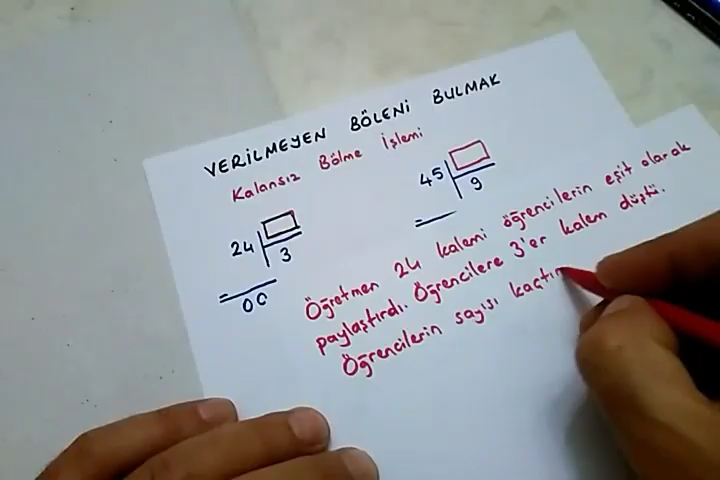 VERİLMEYEN BÖLENİ BULMAK
Kalansız Bölme İşlemi
24
3
00
45
9
Öğretmen 24 kalemi öğrencilerin eşit olarak
paylaştırdı. Öğrencilere 3'er kalem düştü.
Öğrencilerin sayısı kaçtır